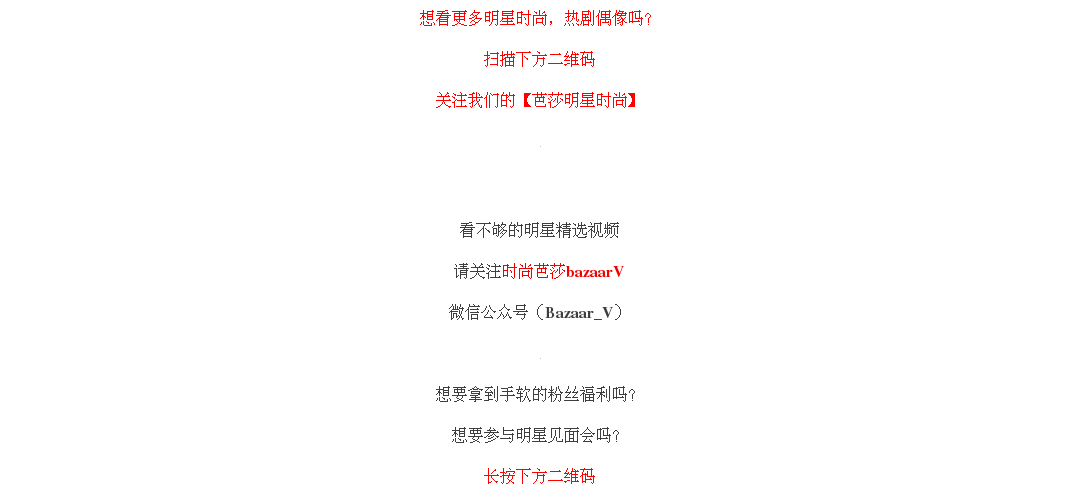 想看更多明星时尚，热剧偶像吗?
扫描下方二维码
关注我们的【芭莎明星时尚】
看不够的明星精选视频
请关注时尚芭莎bazaarV
微信公众号（Bazaar_V）
想要拿到手软的粉丝福利吗?
想要参与明星见面会吗?
长按下方二维码